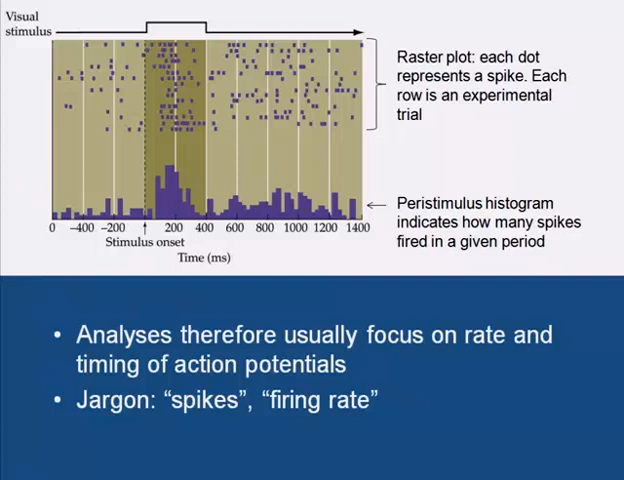 Visual
stimulus
Raster plot: each dot
represents a spike. Each
row is an experimental
trial
Peristimulus histogram
indicates how many spikes
fired in a given period
0 –400 –200 200 400 600 800 1000 1200 1400
Stimulus onset
Time (ms)
• Analyses therefore usually focus on rate and
timing of action potentials
• Jargon: “spikes”, “firing rate”